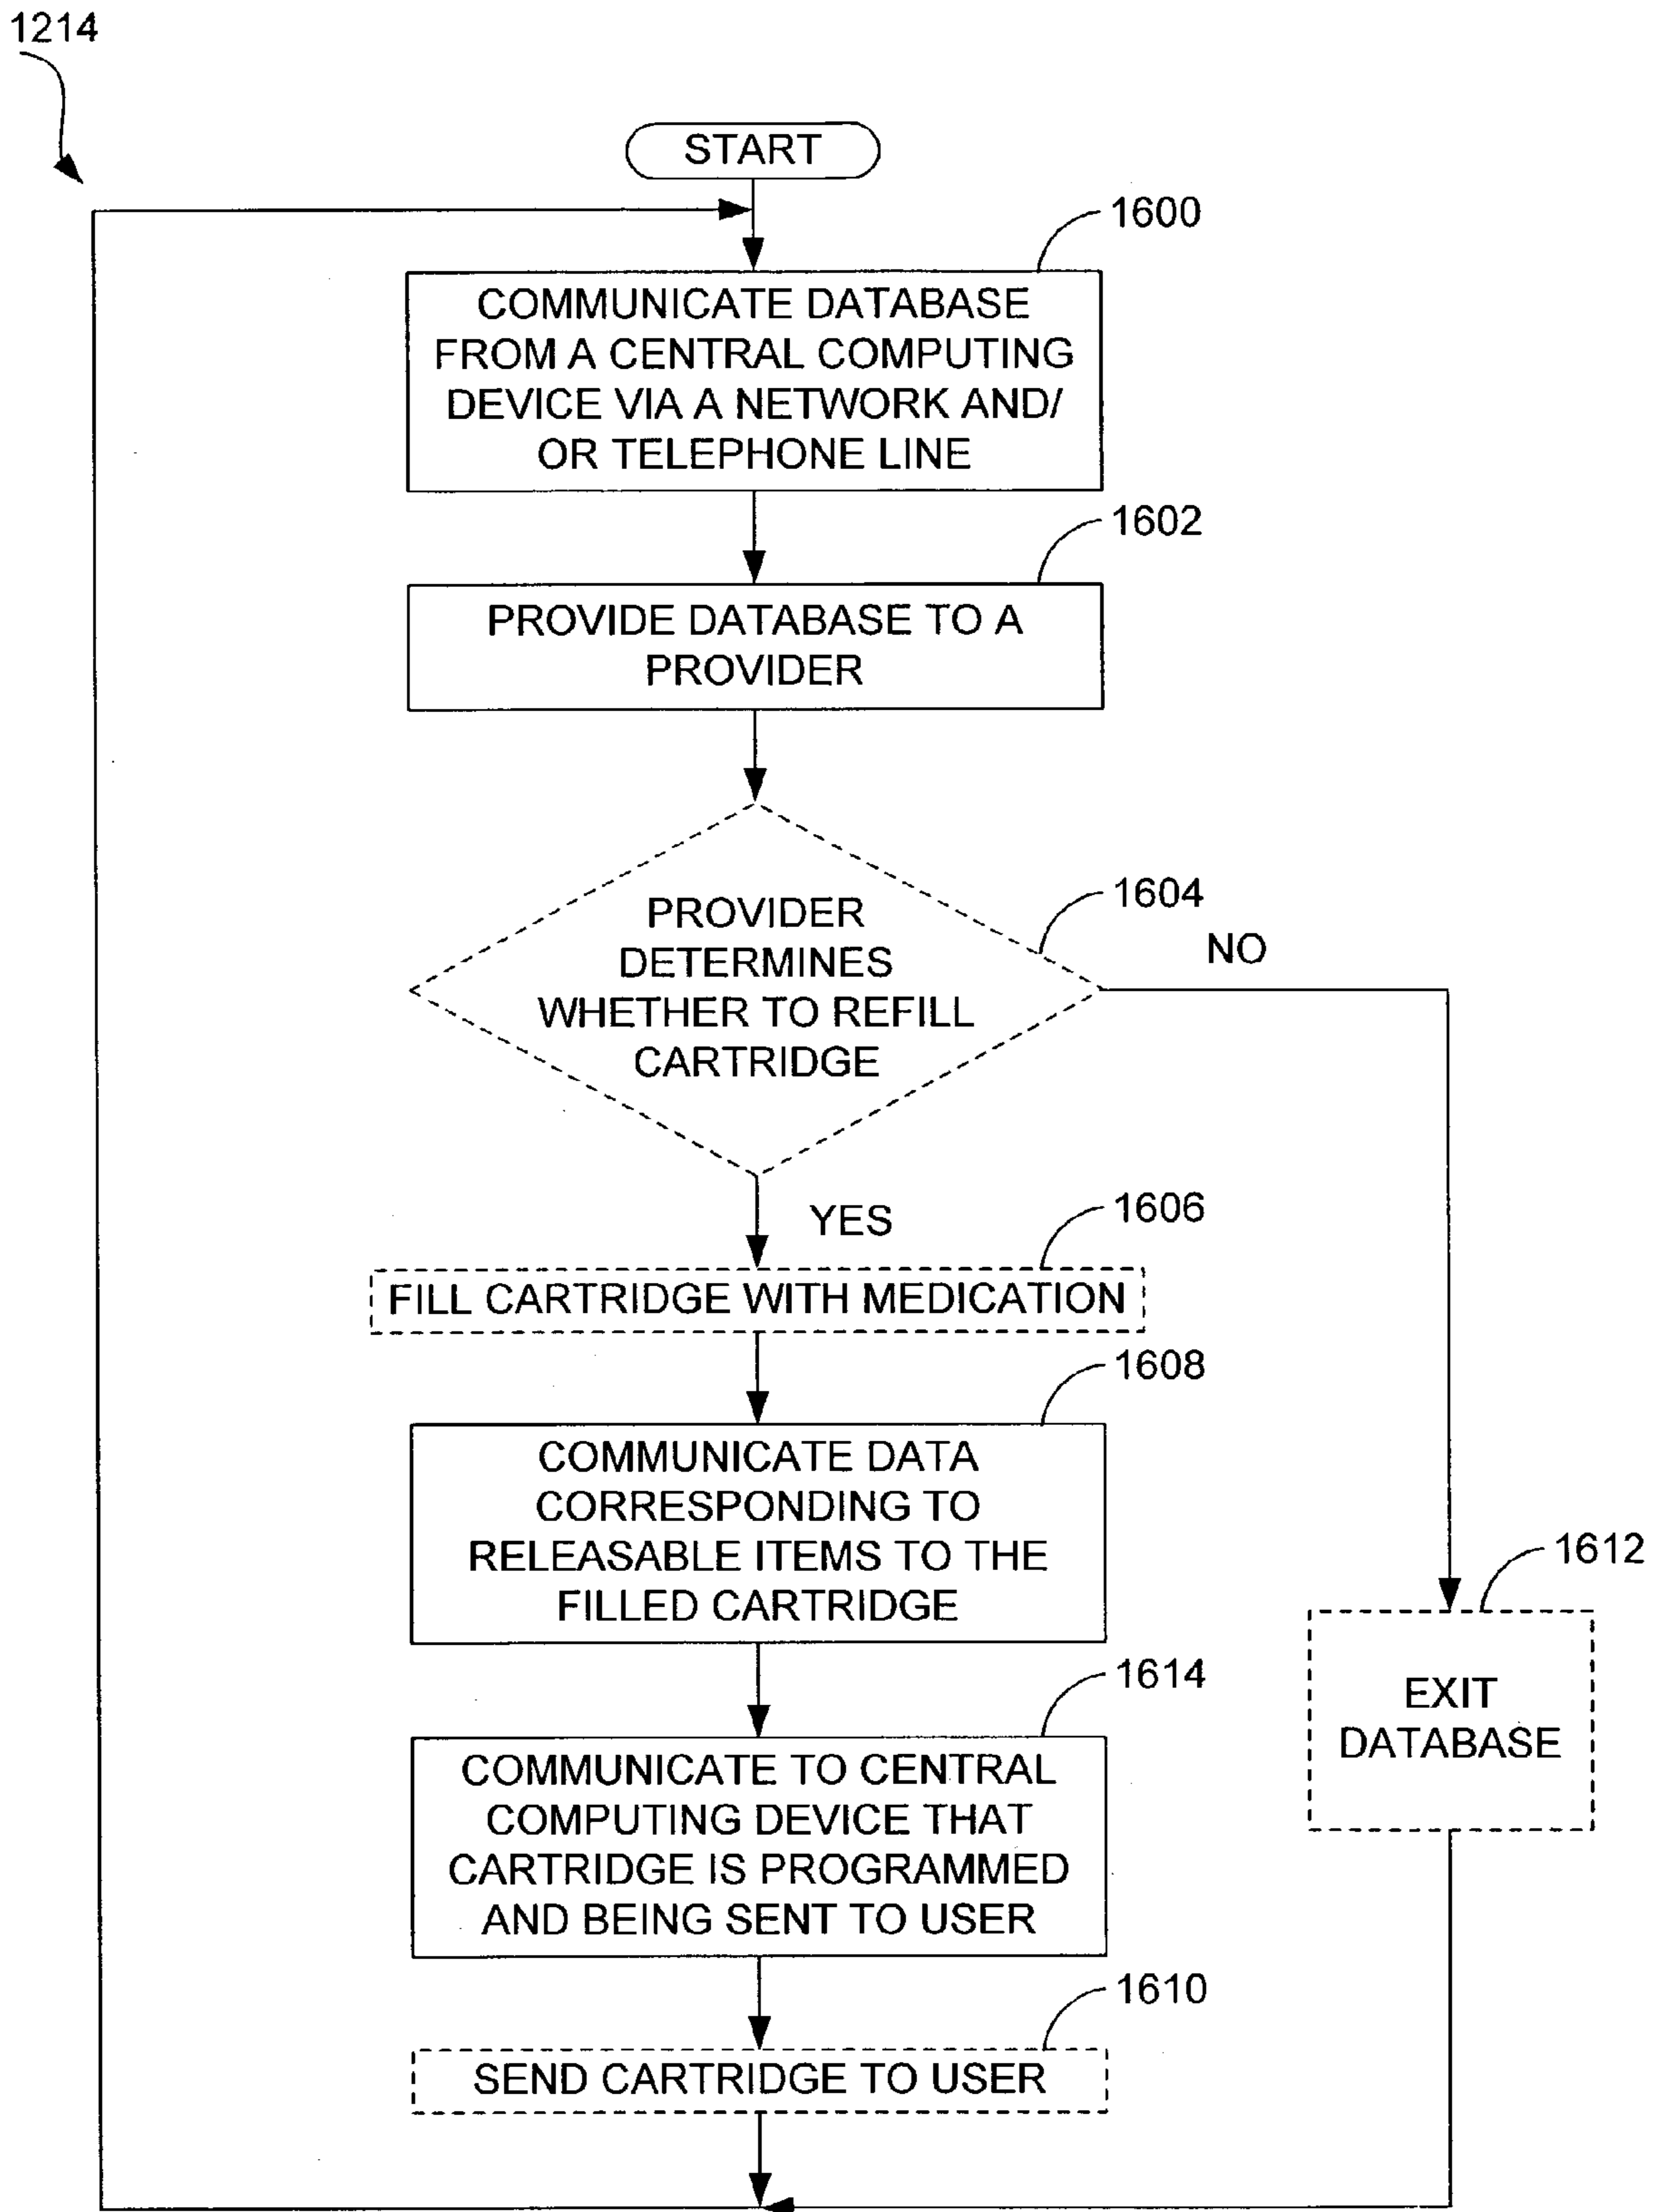 1214
START
1600
COMMUNICATE DATABASE
FROM A CENTRAL COMPUTING
DEVICE VIA A NETWORK AND/
OR TELEPHONE LINE
1602
PROVIDE DATABASE TO A
PROVIDER
1604
PROVIDER
DETERMINES
WHETHER TO REFILL
CARTRIDGE
NO
YES
1606
FILL CARTRIDGE WITH MEDICATION
1608
COMMUNICATE DATA
CORRESPONDING TO
RELEASABLE ITEMS TO THE
FILLED CARTRIDGE
1612
EXIT
DATABASE
1614
COMMUNICATE TO CENTRAL
COMPUTING DEVICE THAT
CARTRIDGE IS PROGRAMMED
AND BEING SENT TO USER
1610
SEND CARTRIDGE TO USER